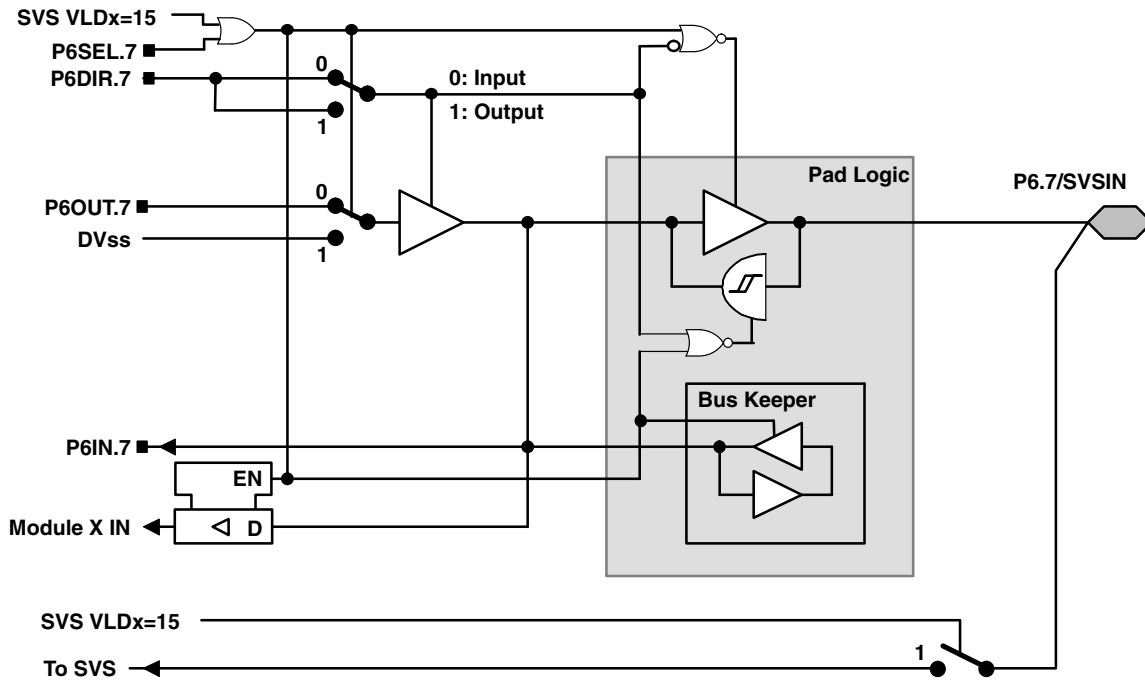 SVS VLDx=15
P6SEL.7
P6DIR.7
0
0: Input
1: Output
1
Pad Logic
P6.7/SVSIN
0
P6OUT.7
DVss
1
Bus Keeper
P6IN.7
EN
Module X IN
D
SVS VLDx=15
1
To SVS